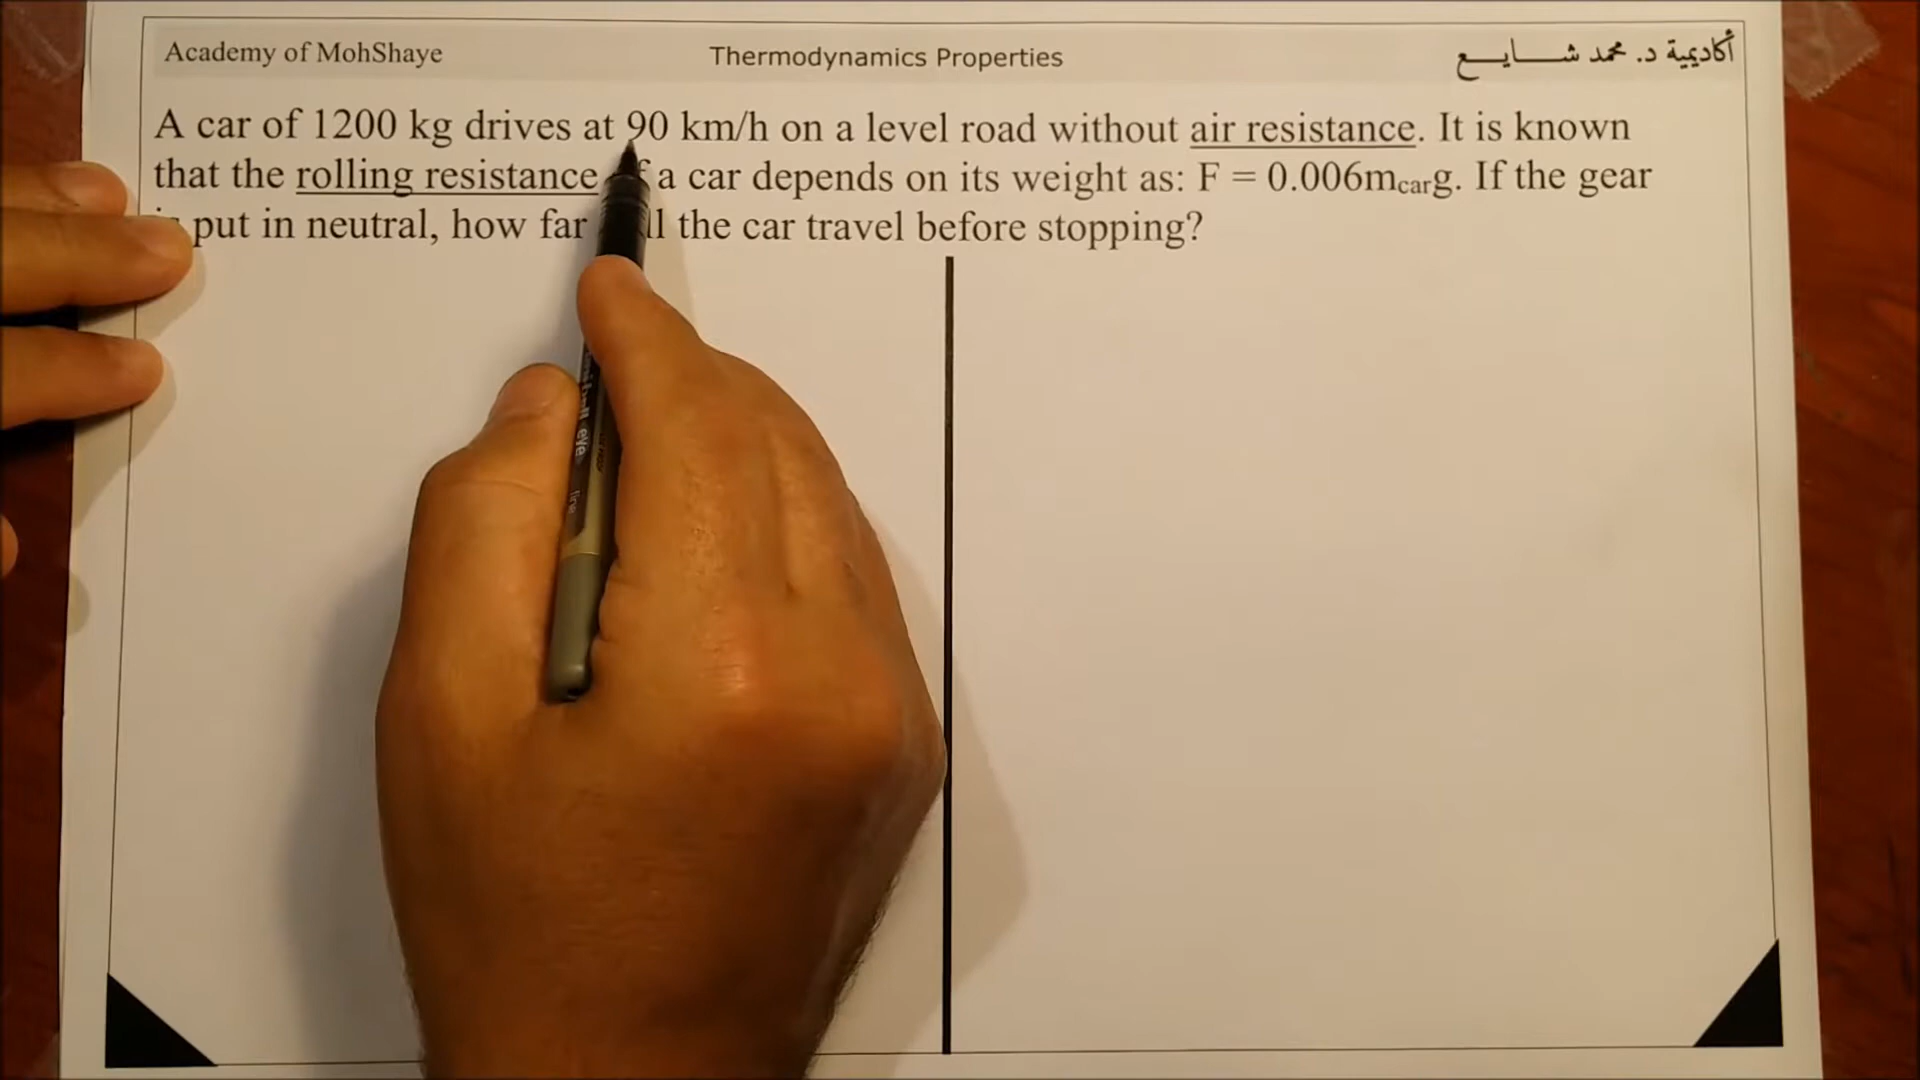 Academy of MohShaye
Thermodynamics Properties
أكاديمية د. محمد شايع
A car of 1200 kg drives at 90 km/h on a level road without air resistance. It is known
that the rolling resistance a car depends on its weight as: F = 0.006mcarg. If the gear
put in neutral, how far the car travel before stopping?
fine